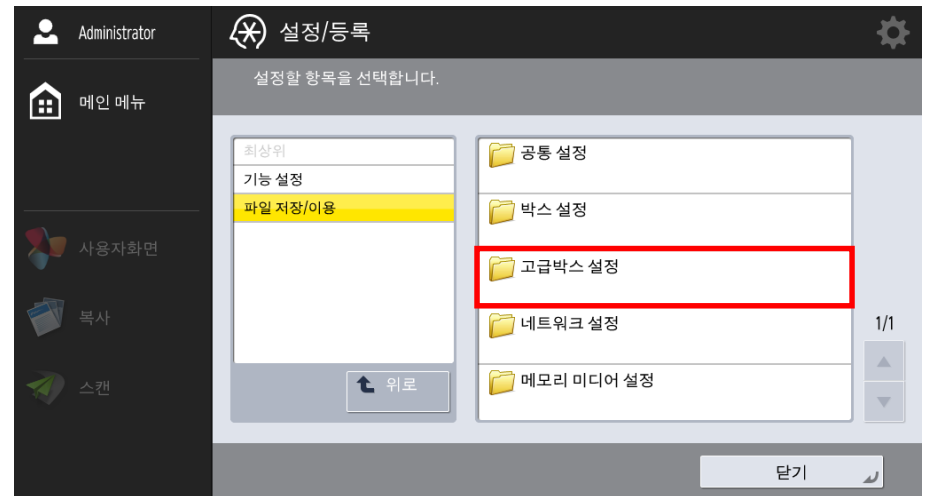 Administrator
설정/등록
설정할 항목을 선택합니다.
메인 메뉴
최상위
기능 설정
파일 저장/이용
위로
공통 설정
박스 설정
고급박스 설정
네트워크 설정
메모리 미디어 설정
1/1
사용자화면
복사
스캔
닫기